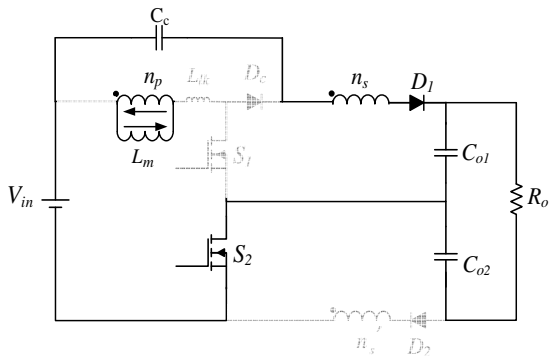 C_c
n_p
L_lk
D_c
n_s
D_1
L_m
S_1
C_o1
V_in
R_o
S_2
C_o2
n_s
D_2